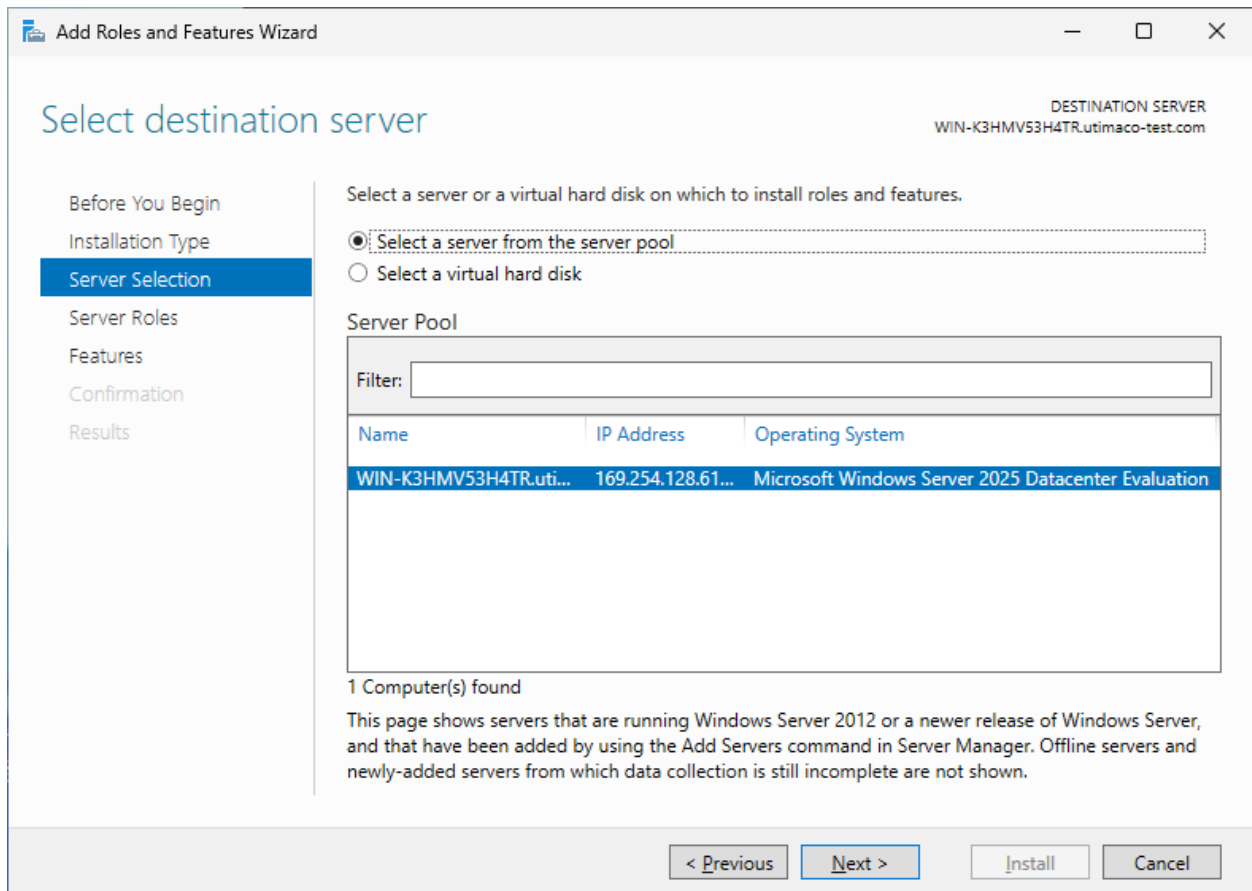 Add Roles and Features Wizard
Select destination server
DESTINATION SERVER
WIN-K3HMV53H4TR.utimaco-test.com
Before You Begin
Installation Type
Server Selection
Server Roles
Features
Confirmation
Results
Select a server or a virtual hard disk on which to install roles and features.
Select a server from the server pool
Select a virtual hard disk
Server Pool
Filter:
Name IP Address Operating System
WIN-K3HMV53H4TR.uti... 169.254.128.61... Microsoft Windows Server 2025 Datacenter Evaluation
1 Computer(s) found
This page shows servers that are running Windows Server 2012 or a newer release of Windows Server,
and that have been added by using the Add Servers command in Server Manager. Offline servers and
newly-added servers from which data collection is still incomplete are not shown.
< Previous Next > Install Cancel